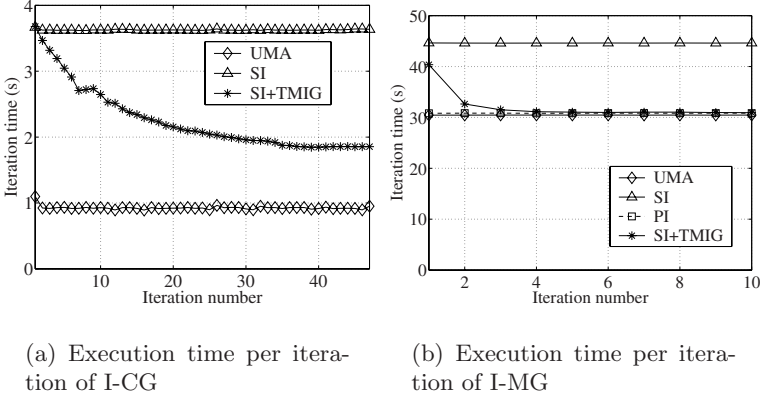 4
3
2
1
0
Iteration time (s)
10
20
30
40
Iteration number
UMA
SI
SI+TMIG
50
40
30
20
10
0
Iteration time (s)
2
4
6
8
10
Iteration number
UMA
SI
PI
SI+TMIG
(a) Execution time per itera-
tion of I-CG
(b) Execution time per itera-
tion of I-MG